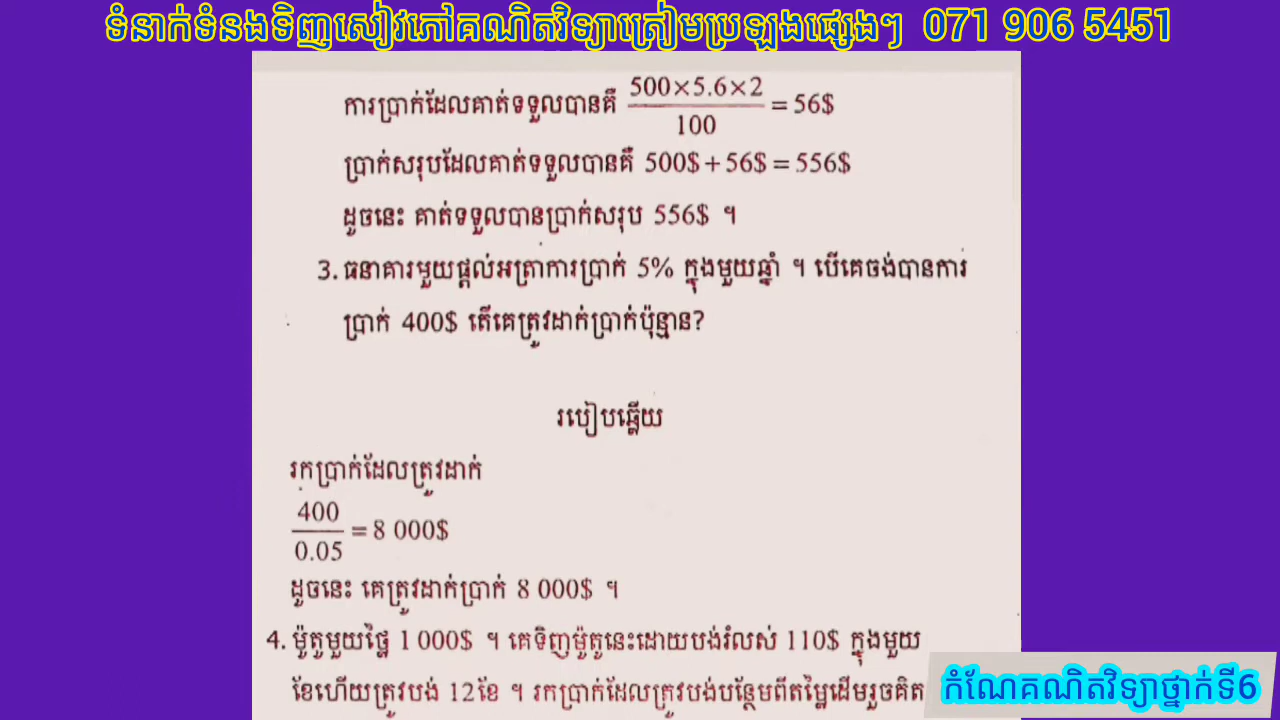 ទំនាក់ទំនងទិញសៀវភៅគណិតវិទ្យាត្រៀមប្រឡងផ្សេងៗ 071 906 5451
ការប្រាក់ដែលគាត់ទទួលបានគឺ 500×5.6×2/100 = 56$
ប្រាក់សរុបដែលគាត់ទទួលបានគឺ 500$ + 56$ = 556$
ដូចនេះ គាត់ទទួលបានប្រាក់សរុប 556$ ។
3. ធនាគារមួយផ្តល់អត្រាការប្រាក់ 5% ក្នុងមួយឆ្នាំ ។ បើគេចង់បានការ
ប្រាក់ 400$ តើគេត្រូវដាក់ប្រាក់ប៉ុន្មាន?
របៀបឆ្លើយ
រកប្រាក់ដែលត្រូវដាក់
400/0.05 = 8 000$
ដូចនេះ គេត្រូវដាក់ប្រាក់ 8 000$ ។
4. ម៉ូតូមួយថ្លៃ 1 000$ ។ គេទិញម៉ូតូនេះដោយបង់រំលស់ 110$ ក្នុងមួយ
ខែហើយត្រូវបង់ 12ខែ ។ រកប្រាក់ដែលត្រូវបង់បន្ថែមពីតម្លៃដើមរួចគិត
កំណែគណិតវិទ្យាថ្នាក់ទី6